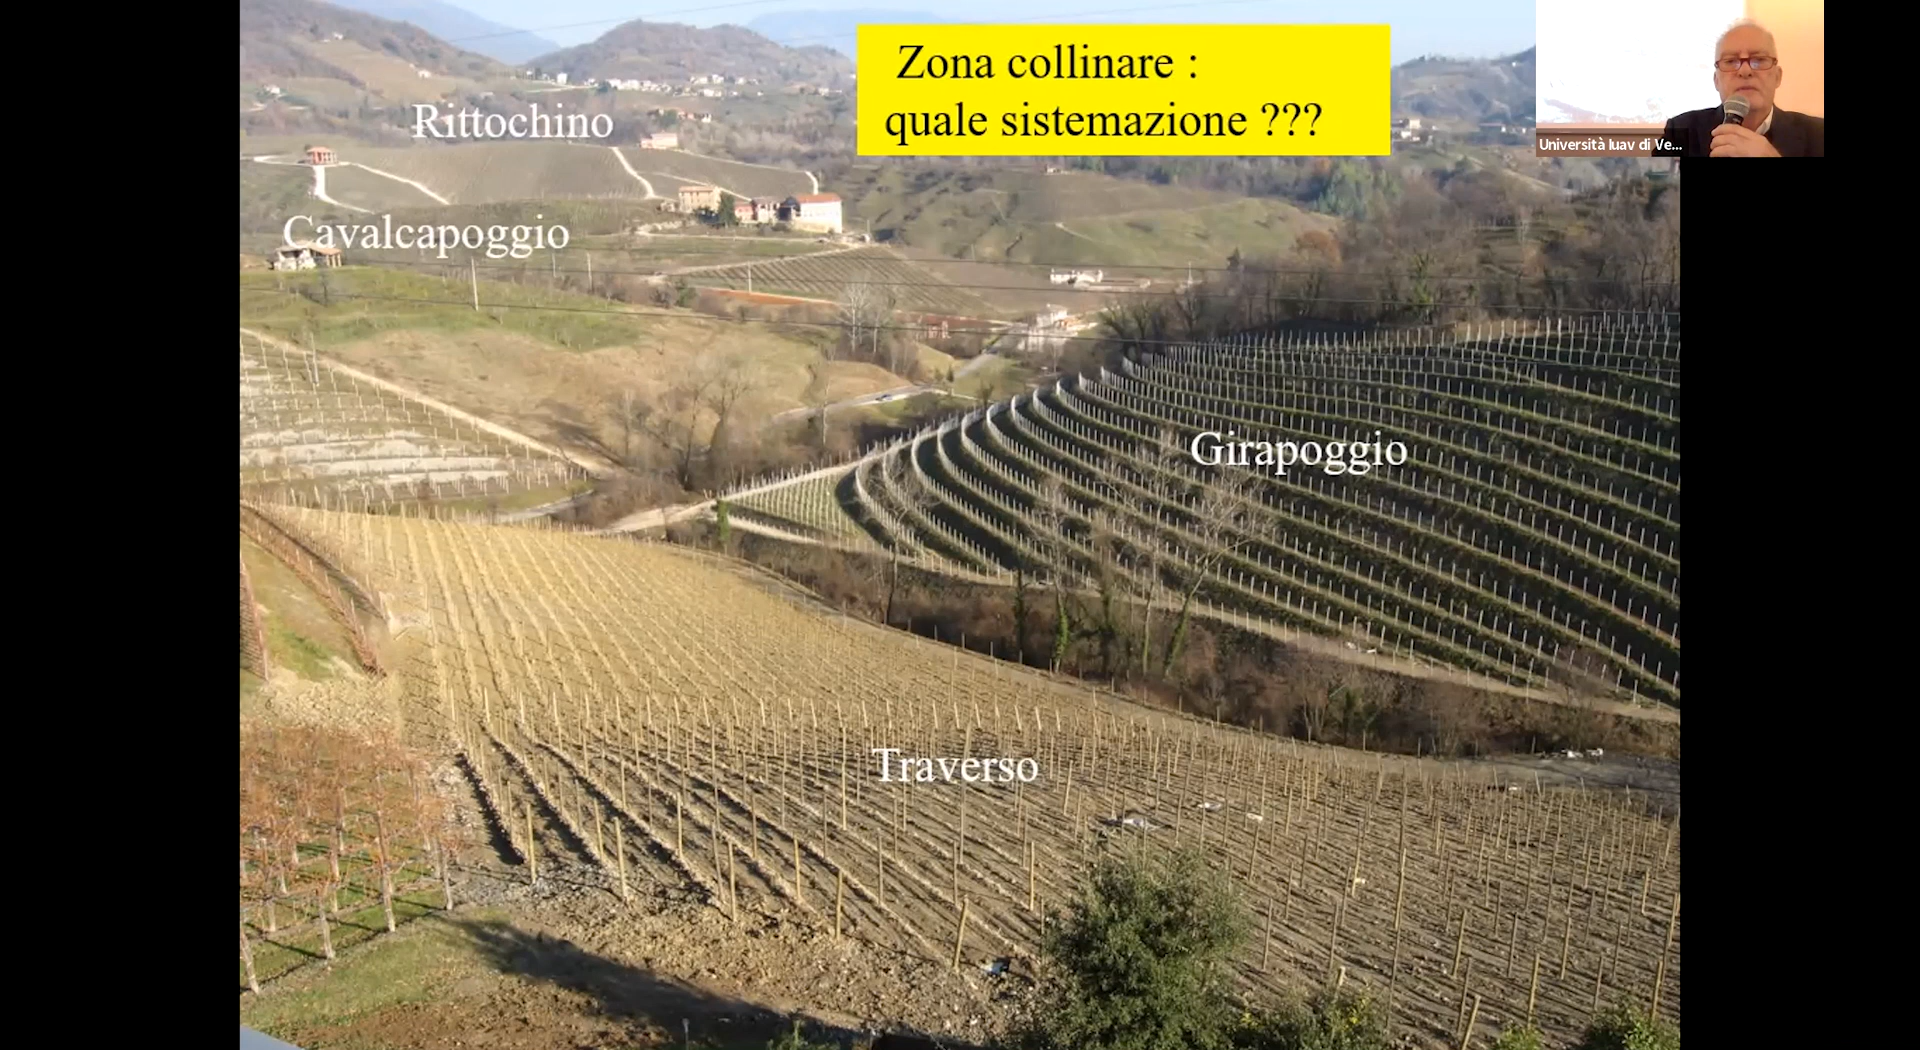 Zona collinare :
quale sistemazione ???
Università Iuav di Ve...
Rittochino
Cavalcapoggio
Girapoggio
Traverso